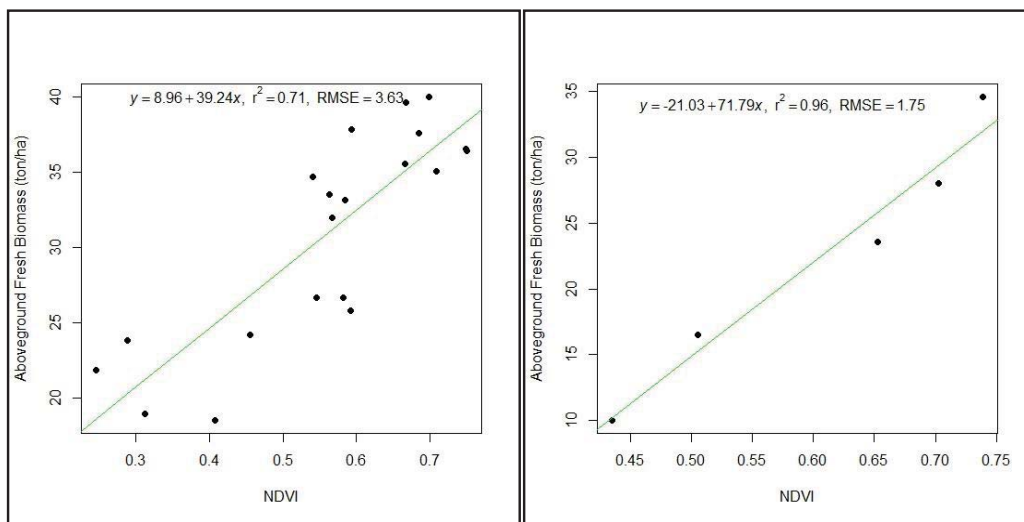 y = 8.96+39.24x, r² =0.71, RMSE = 3.63
40
35
30
25
20
Aboveground Fresh Biomass (ton/ha)
0.3 0.4 0.5 0.6 0.7
NDVI
y = -21.03+71.79x, r² =0.96, RMSE = 1.75
35
30
25
20
15
10
Aboveground Fresh Biomass (ton/ha)
0.45 0.50 0.55 0.60 0.65 0.70 0.75
NDVI